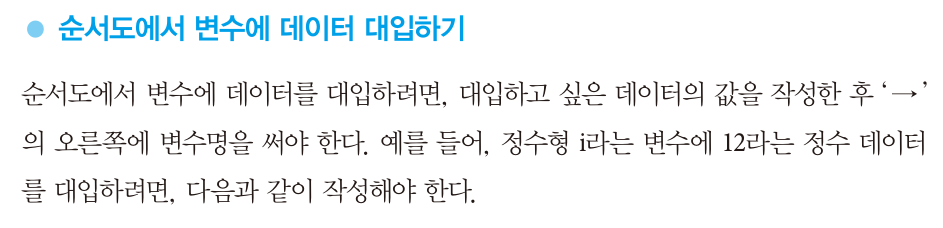 ● 순서도에서 변수에 데이터 대입하기
순서도에서 변수에 데이터를 대입하려면, 대입하고 싶은 데이터의 값을 작성한 후 ‘→’
의 오른쪽에 변수명을 써야 한다. 예를 들어, 정수형 i라는 변수에 12라는 정수 데이터
를 대입하려면, 다음과 같이 작성해야 한다.